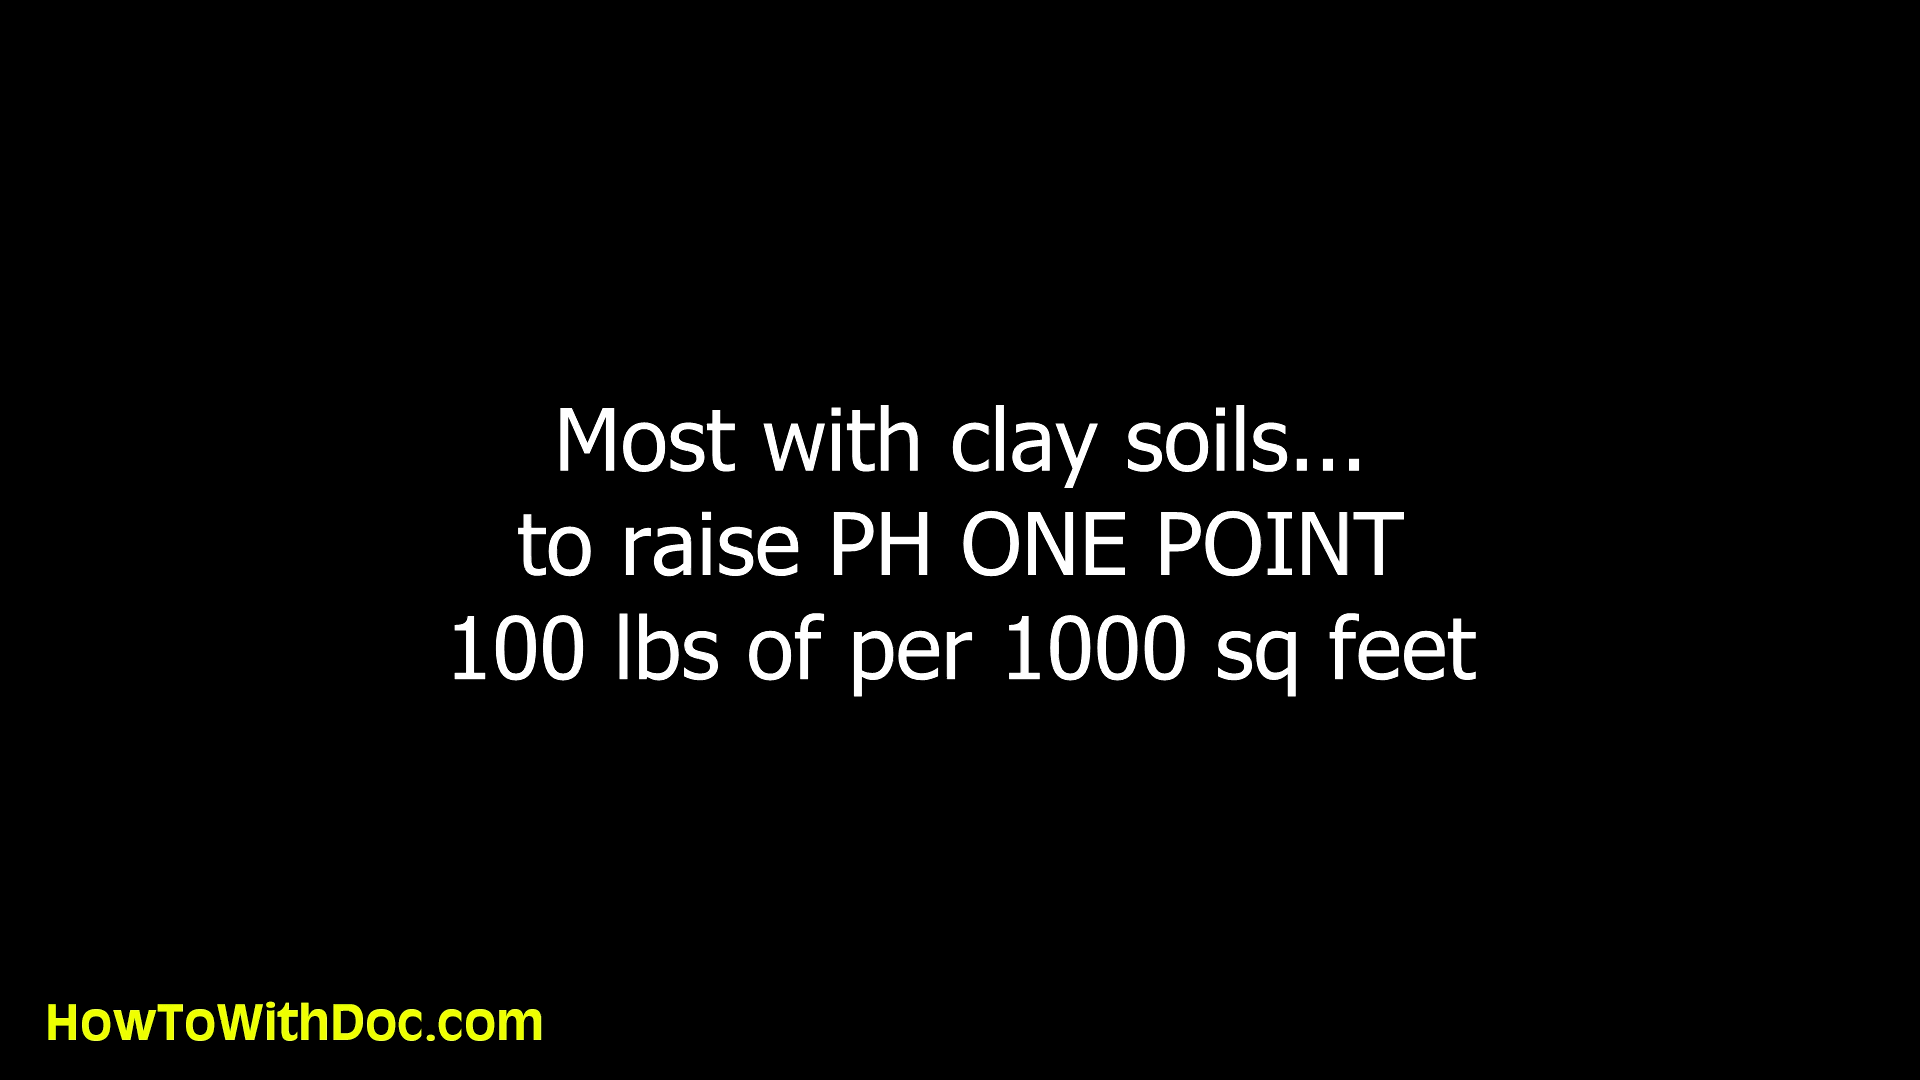 Most with clay soils...
to raise PH ONE POINT
100 lbs of per 1000 sq feet
HowToWithDoc.com